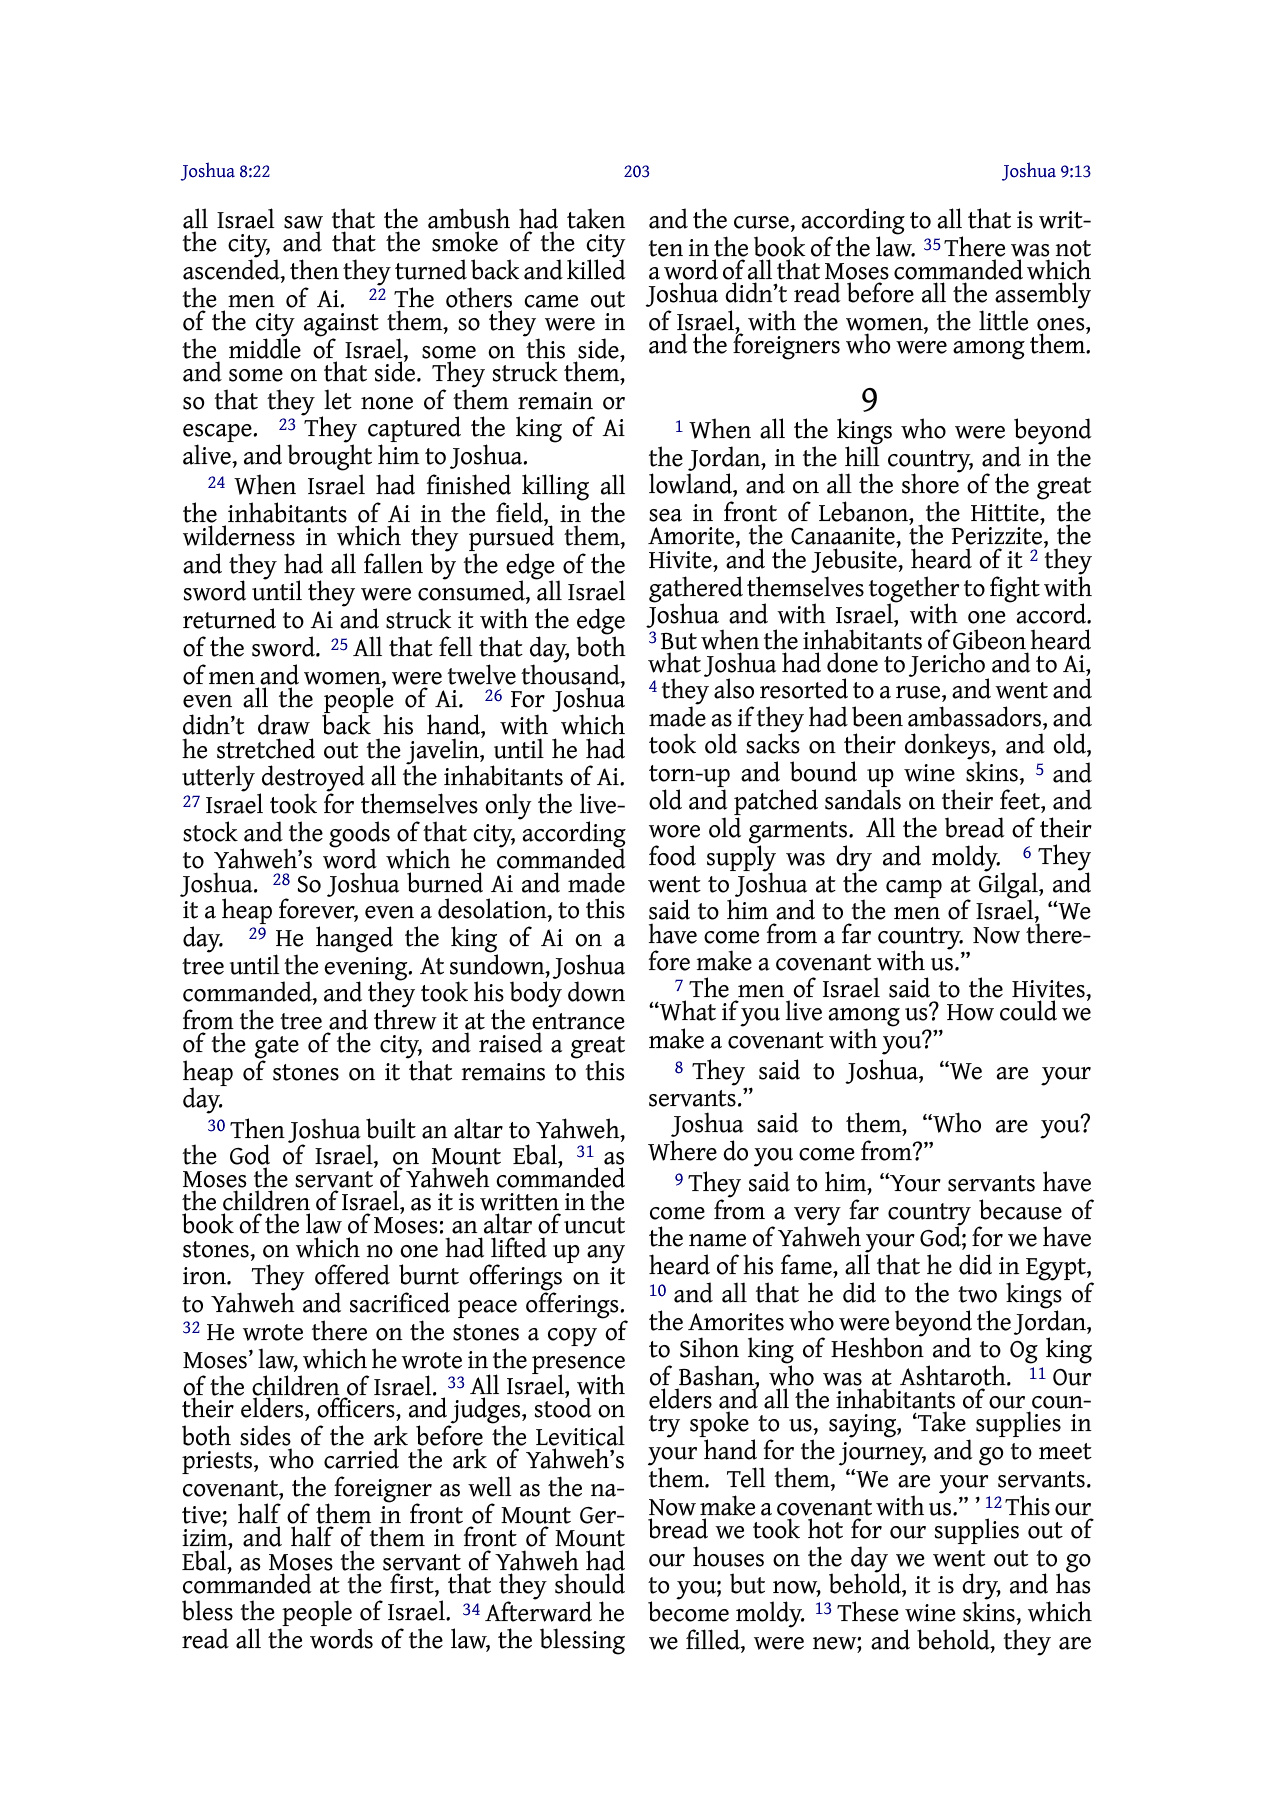 Joshua 8:22 203 Joshua 9:13
all Israel saw that the ambush had taken
the city, and that the smoke of the city
ascended, then they turned back and killed
the men of Ai. 22 The others came out
of the city against them, so they were in
the middle of Israel, some on this side,
and some on that side. They struck them,
so that they let none of them remain or
escape. 23 They captured the king of Ai
alive, and brought him to Joshua.
24 When Israel had finished killing all
the inhabitants of Ai in the field, in the
wilderness in which they pursued them,
and they had all fallen by the edge of the
sword until they were consumed, all Israel
returned to Ai and struck it with the edge
of the sword. 25 All that fell that day, both
of men and women, were twelve thousand,
even all the people of Ai. 26 For Joshua
didn’t draw back his hand, with which
he stretched out the javelin, until he had
utterly destroyed all the inhabitants of Ai.
27 Israel took for themselves only the live-
stock and the goods of that city, according
to Yahweh’s word which he commanded
Joshua. 28 So Joshua burned Ai and made
it a heap forever, even a desolation, to this
day. 29 He hanged the king of Ai on a
tree until the evening. At sundown, Joshua
commanded, and they took his body down
from the tree and threw it at the entrance
of the gate of the city, and raised a great
heap of stones on it that remains to this
day.
30 Then Joshua built an altar to Yahweh,
the God of Israel, on Mount Ebal, 31 as
Moses the servant of Yahweh commanded
the children of Israel, as it is written in the
book of the law of Moses: an altar of uncut
stones, on which no one had lifted up any
iron. They offered burnt offerings on it
to Yahweh and sacrificed peace offerings.
32 He wrote there on the stones a copy of
Moses’ law, which he wrote in the presence
of the children of Israel. 33 All Israel, with
their elders, officers, and judges, stood on
both sides of the ark before the Levitical
priests, who carried the ark of Yahweh’s
covenant, the foreigner as well as the na-
tive; half of them in front of Mount Ger-
izim, and half of them in front of Mount
Ebal, as Moses the servant of Yahweh had
commanded at the first, that they should
bless the people of Israel. 34 Afterward he
read all the words of the law, the blessing
and the curse, according to all that is writ-
ten in the book of the law. 35 There was not
a word of all that Moses commanded which
Joshua didn’t read before all the assembly
of Israel, with the women, the little ones,
and the foreigners who were among them.
9
1 When all the kings who were beyond
the Jordan, in the hill country, and in the
lowland, and on all the shore of the great
sea in front of Lebanon, the Hittite, the
Amorite, the Canaanite, the Perizzite, the
Hivite, and the Jebusite, heard of it 2 they
gathered themselves together to fight with
Joshua and with Israel, with one accord.
3 But when the inhabitants of Gibeon heard
what Joshua had done to Jericho and to Ai,
4 they also resorted to a ruse, and went and
made as if they had been ambassadors, and
took old sacks on their donkeys, and old,
torn-up and bound up wine skins, 5 and
old and patched sandals on their feet, and
wore old garments. All the bread of their
food supply was dry and moldy. 6 They
went to Joshua at the camp at Gilgal, and
said to him and to the men of Israel, “We
have come from a far country. Now there-
fore make a covenant with us.”
7 The men of Israel said to the Hivites,
“What if you live among us? How could we
make a covenant with you?”
8 They said to Joshua, “We are your
servants.”
Joshua said to them, “Who are you?
Where do you come from?”
9 They said to him, “Your servants have
come from a very far country because of
the name of Yahweh your God; for we have
heard of his fame, all that he did in Egypt,
10 and all that he did to the two kings of
the Amorites who were beyond the Jordan,
to Sihon king of Heshbon and to Og king
of Bashan, who was at Ashtaroth. 11 Our
elders and all the inhabitants of our coun-
try spoke to us, saying, ‘Take supplies in
your hand for the journey, and go to meet
them. Tell them, “We are your servants.
Now make a covenant with us.” ’ 12 This our
bread we took hot for our supplies out of
our houses on the day we went out to go
to you; but now, behold, it is dry, and has
become moldy. 13 These wine skins, which
we filled, were new; and behold, they are